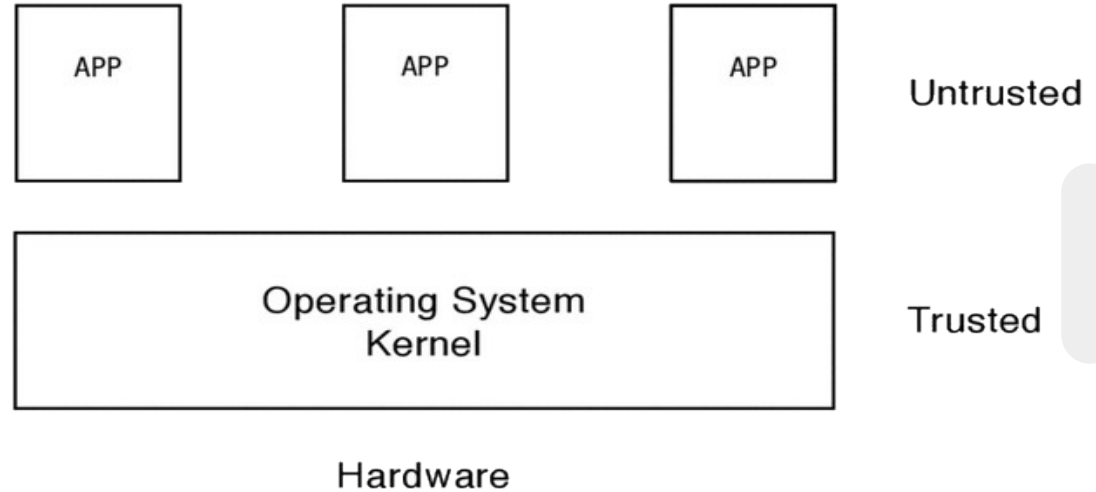 APP
APP
APP
Untrusted
Operating System
Kernel
Trusted
Hardware